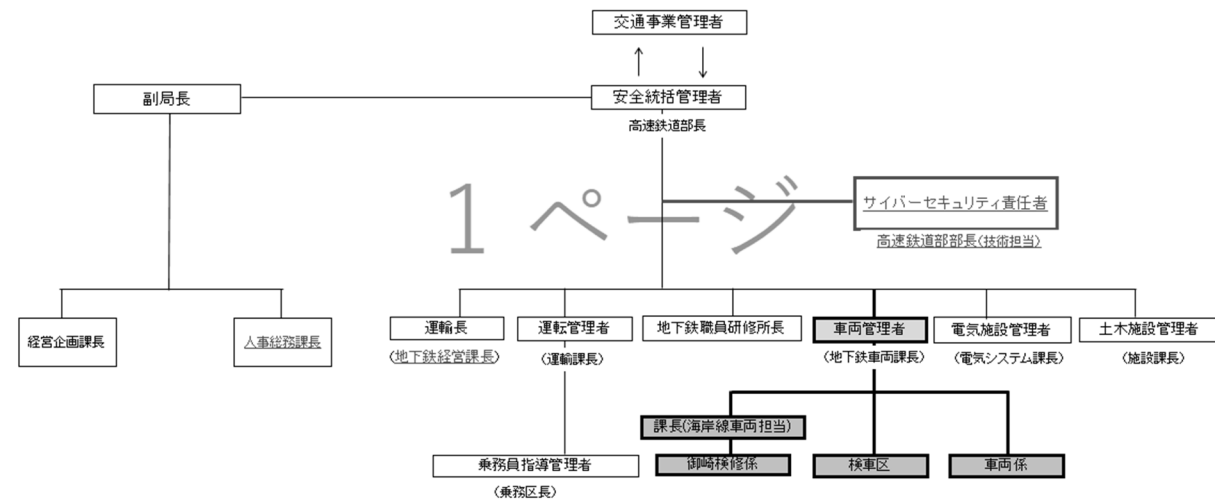 交通事業管理者
副局長
安全統括管理者
高速鉄道部長
1 ページ
サイバーセキュリティ責任者
高速鉄道部部長(技術担当)
経営企画課長
人事総務課長
運輸長
(地下鉄経営課長)
運転管理者
(運輸課長)
地下鉄職員研修所長
車両管理者
(地下鉄車両課長)
電気施設管理者
(電気システム課長)
土木施設管理者
(施設課長)
課長(海岸線車両担当)
乗務員指導管理者
(乗務区長)
御崎検修係
検車区
車両係